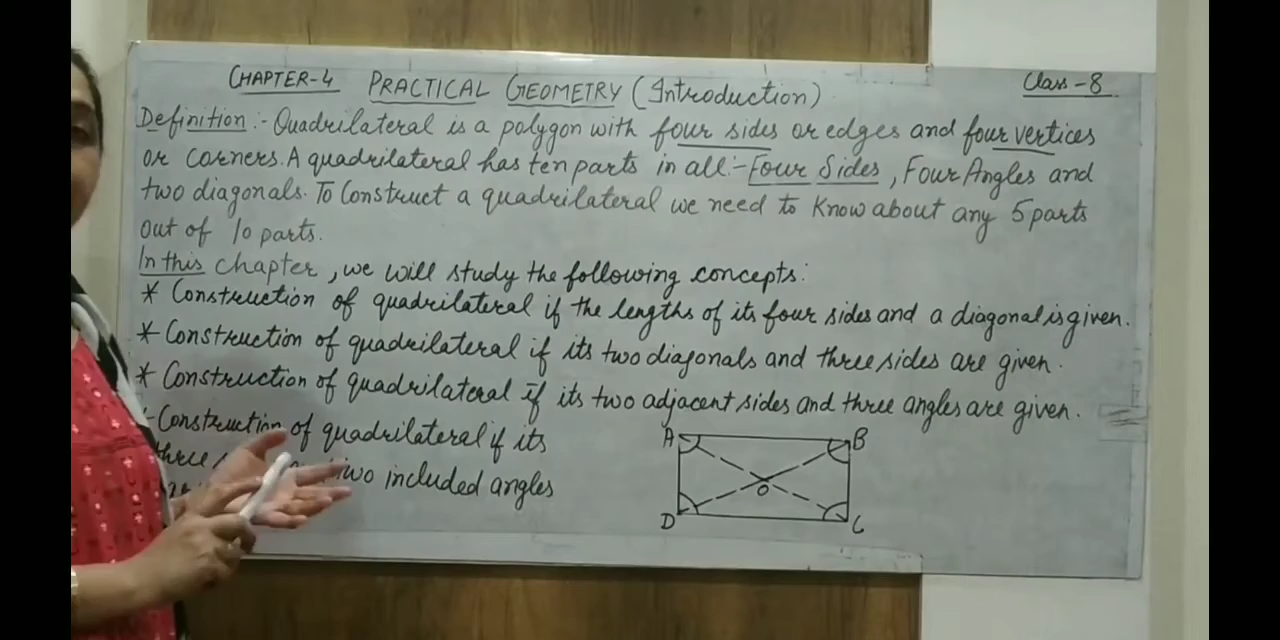 CHAPTER-4 PRACTICAL GEOMETRY (Introduction) Class-8
Definition:- Quadrilateral is a polygon with four sides or edges and four vertices
or corners. A quadrilateral has ten parts in all:- Four Sides, Four Angles and
two diagonals. To Construct a quadrilateral we need to Know about any 5 parts
out of 10 parts.
In this chapter, we will study the following concepts:
* Construction of quadrilateral if the lengths of its four sides and a diagonal is given.
* Construction of quadrilateral if its two diagonals and three sides are given.
* Construction of quadrilateral if its two adjacent sides and three angles are given.
Construction of quadrilateral if its
three two included angles
A B
O
D C